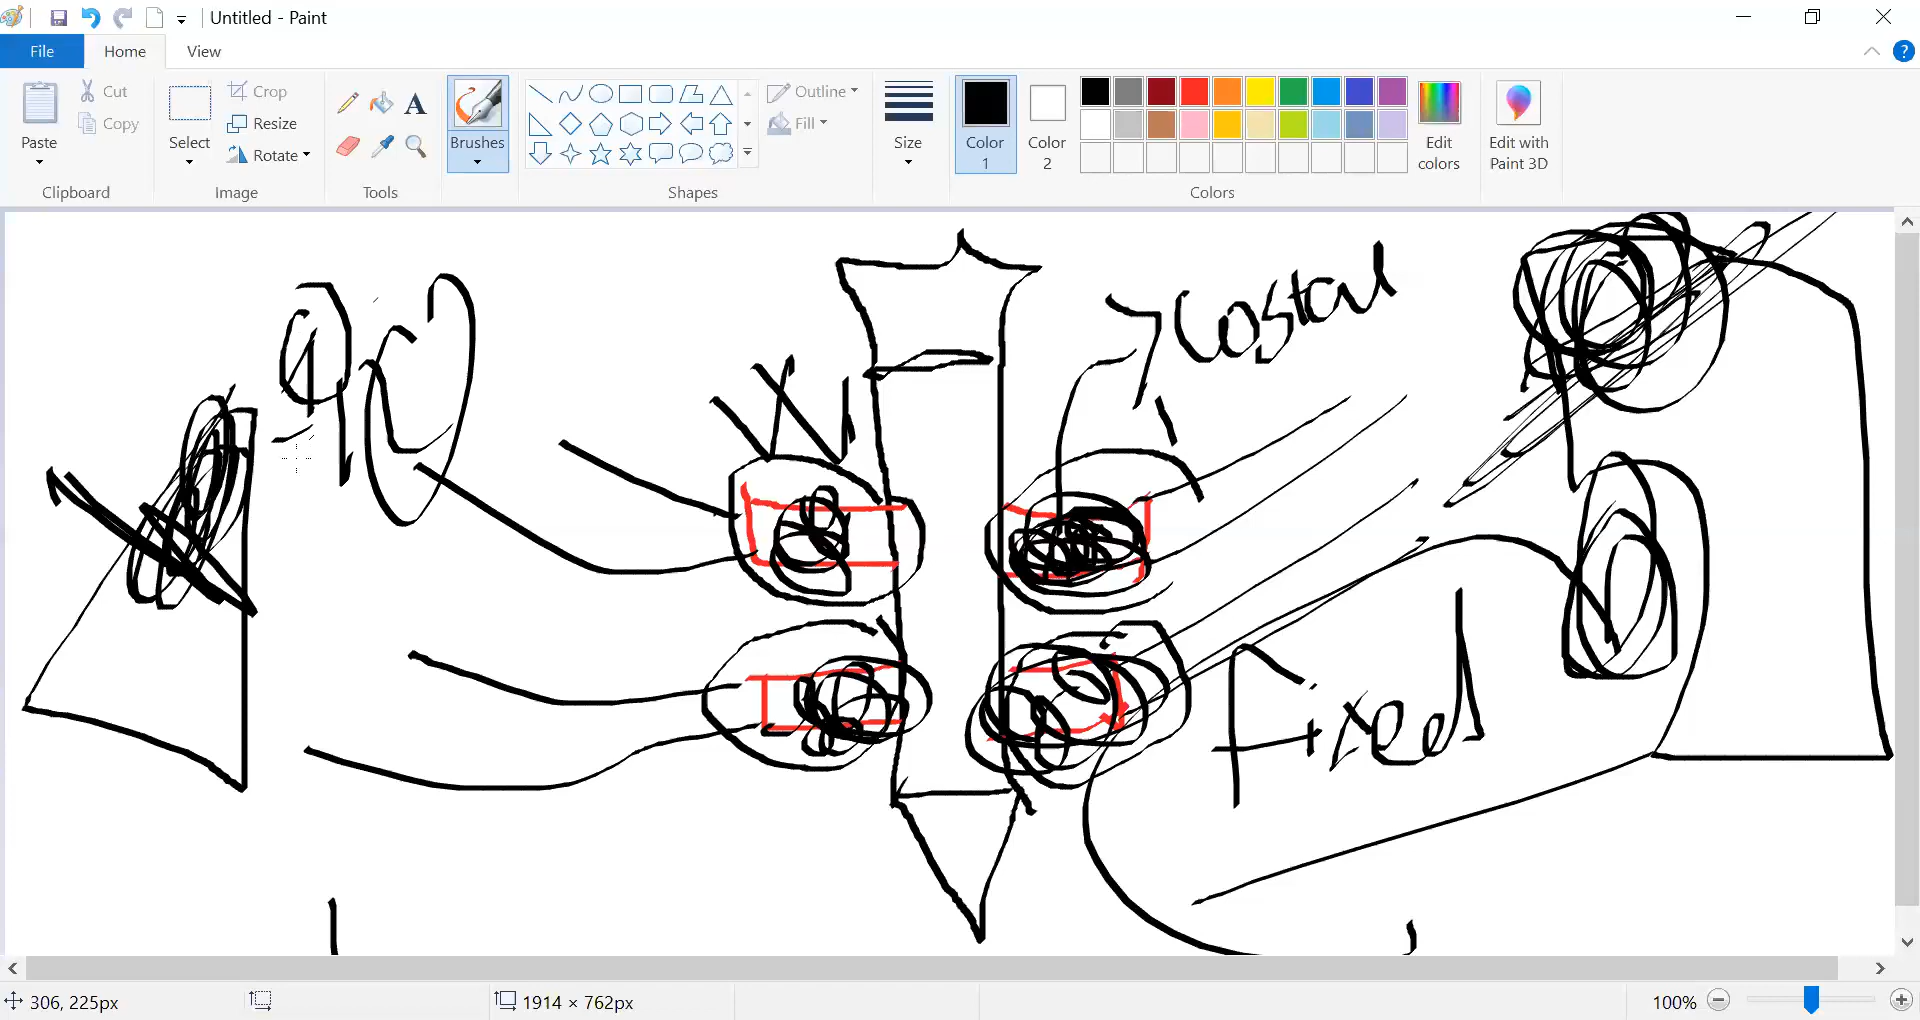 Untitled - Paint
File
Home
View
Paste
Cut
Copy
Clipboard
Select
Crop
Resize
Rotate
Image
Tools
Brushes
Shapes
Outline
Fill
Size
Color
1
Color
2
Edit
colors
Colors
Edit with
Paint 3D
Costal
Fixed
306, 225px
1914 × 762px
100%